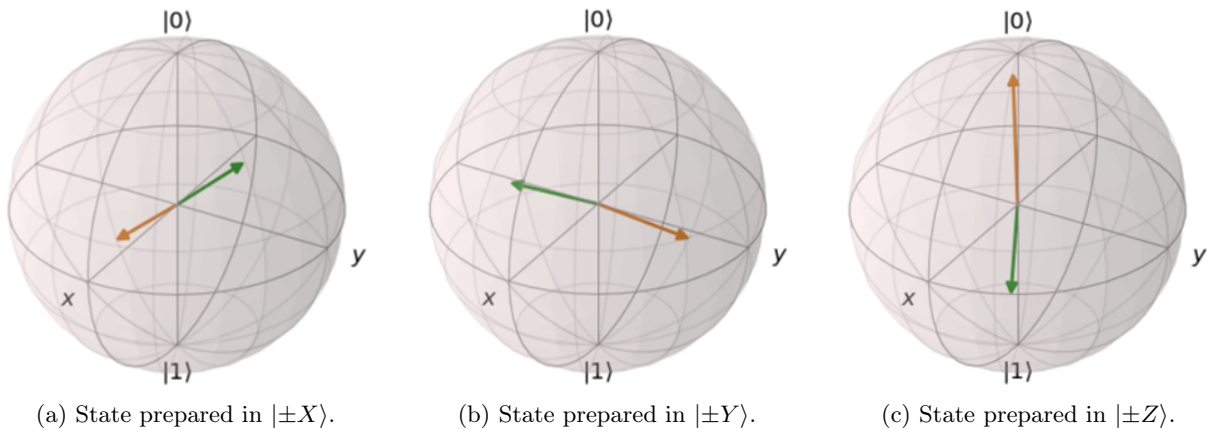 |0⟩ |0⟩ |0⟩
y y y
x x x
|1⟩ |1⟩ |1⟩
(a) State prepared in |±X⟩. (b) State prepared in |±Y⟩. (c) State prepared in |±Z⟩.